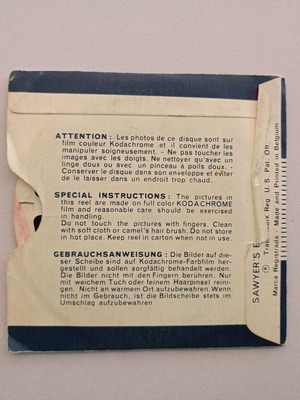 ATTENTION : Les photos de ce disque sont sur
film couleur Kodachrome et il convient de les
manipuler soigneusement. - Ne pas toucher les
images avec les doigts. Ne nettoyer qu'avec un
linge doux ou avec un pinceau à poils doux. -
Conserver le disque dans son enveloppe et éviter
de le laisser dans un endroit trop chaud.
SPECIAL INSTRUCTIONS : The pictures in
this reel are made on full color KODACHROME
film and reasonable care should be exercised
in handling.
Do not touch the pictures with fingers. Clean
with soft cloth or camel's hair brush. Do not store
in hot place. Keep reel in carton when not in use.
GEBRAUCHSANWEISUNG : Die Bilder auf die-
ser Scheibe sind auf Kodachrome-Farbfilm her-
gestellt und sollen sorgfältig behandelt werden.
Die Bilder nicht mit den Fingern berühren. Nur
mit weichem Tuch oder feinem Haarpinsel reini-
gen. Nicht an warmem Ort aufzubewahren. Wenn
nicht im Gebrauch, ist die Bildscheibe stets im
Umschlag aufzubewahren
SAWYER'S E
® Trade Mark Reg. U.S. Pat. Off.
Marca Registrada - Made and Printed in Belgium